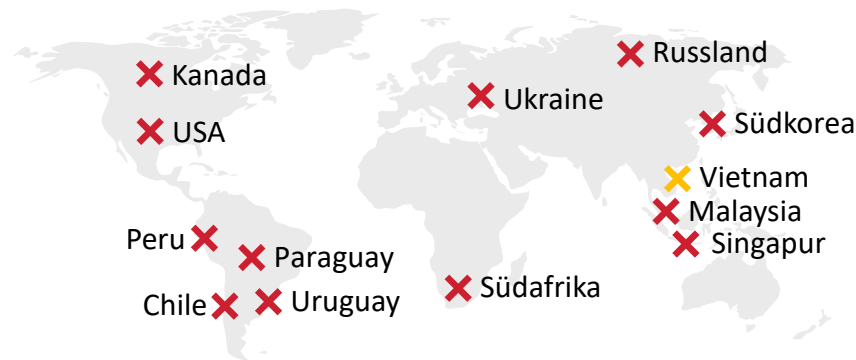 Kanada
USA
Peru
Paraguay
Chile
Uruguay
Ukraine
Südafrika
Russland
Südkorea
Vietnam
Malaysia
Singapur